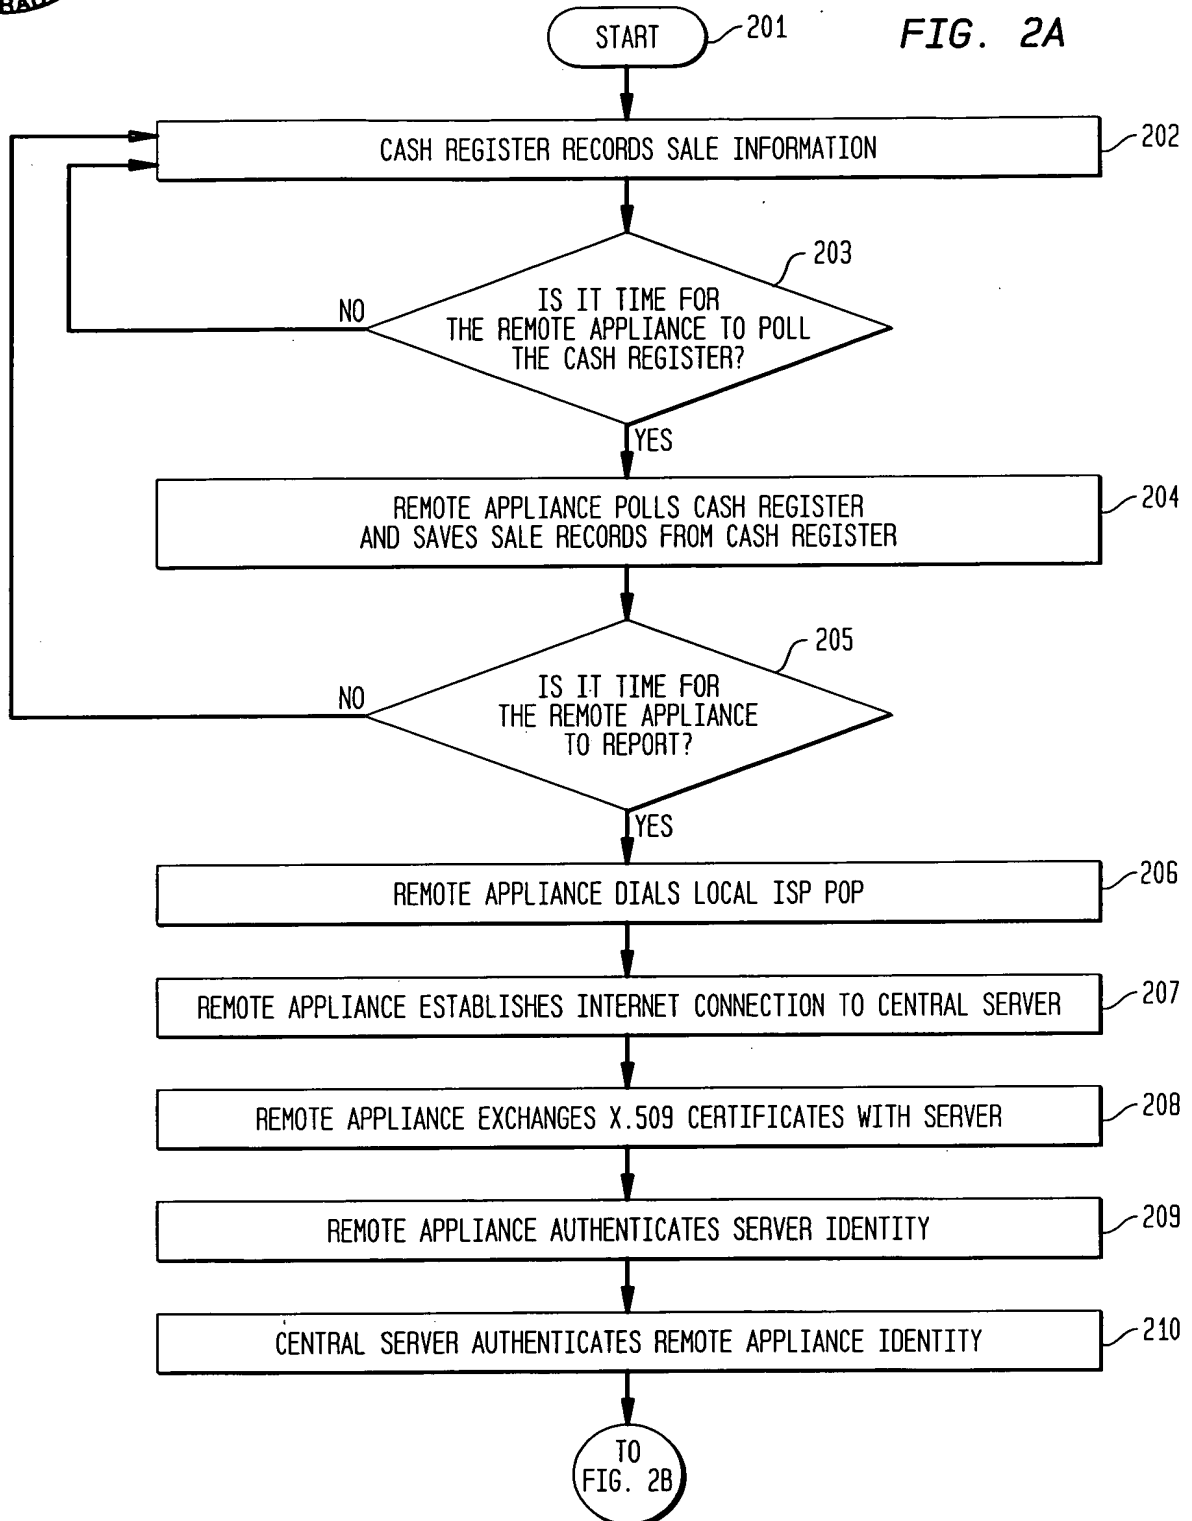 START
201
FIG. 2A
CASH REGISTER RECORDS SALE INFORMATION
202
203
IS IT TIME FOR
THE REMOTE APPLIANCE TO POLL
THE CASH REGISTER?
NO
YES
REMOTE APPLIANCE POLLS CASH REGISTER
AND SAVES SALE RECORDS FROM CASH REGISTER
204
205
IS IT TIME FOR
THE REMOTE APPLIANCE
TO REPORT?
NO
YES
REMOTE APPLIANCE DIALS LOCAL ISP POP
206
REMOTE APPLIANCE ESTABLISHES INTERNET CONNECTION TO CENTRAL SERVER
207
REMOTE APPLIANCE EXCHANGES X.509 CERTIFICATES WITH SERVER
208
REMOTE APPLIANCE AUTHENTICATES SERVER IDENTITY
209
CENTRAL SERVER AUTHENTICATES REMOTE APPLIANCE IDENTITY
210
TO
FIG. 2B